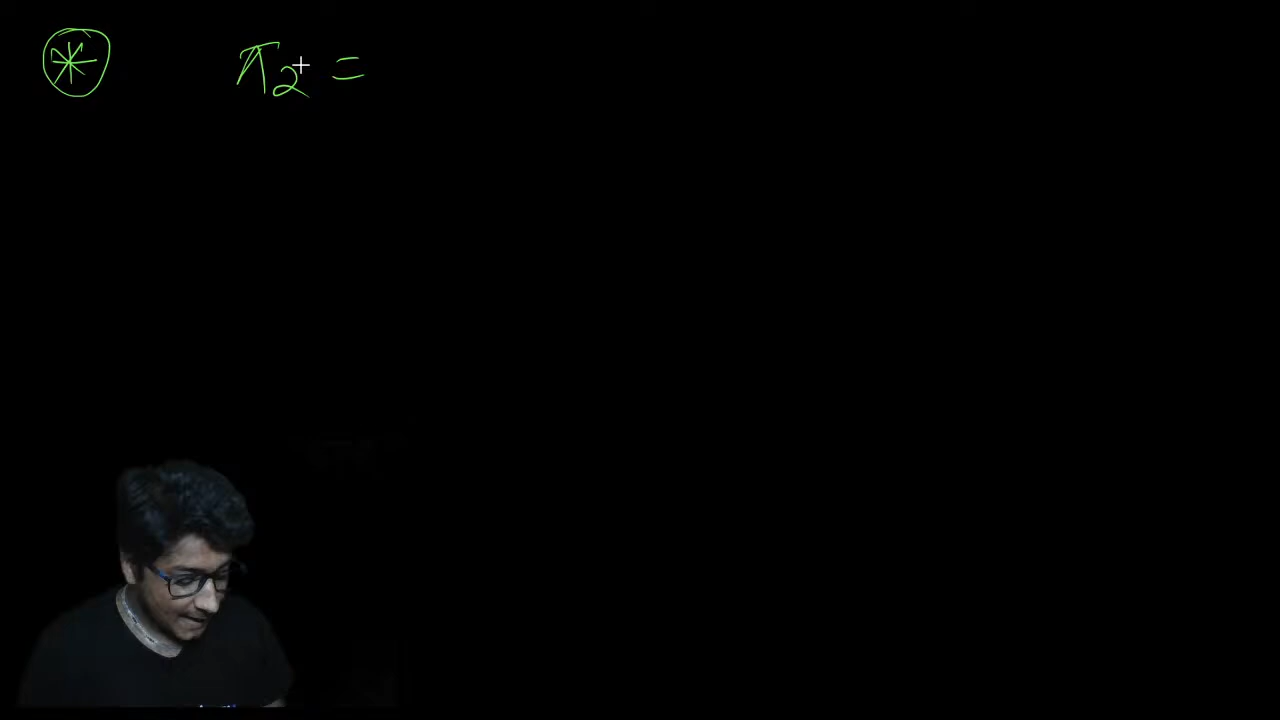 ⊛ π₂ =